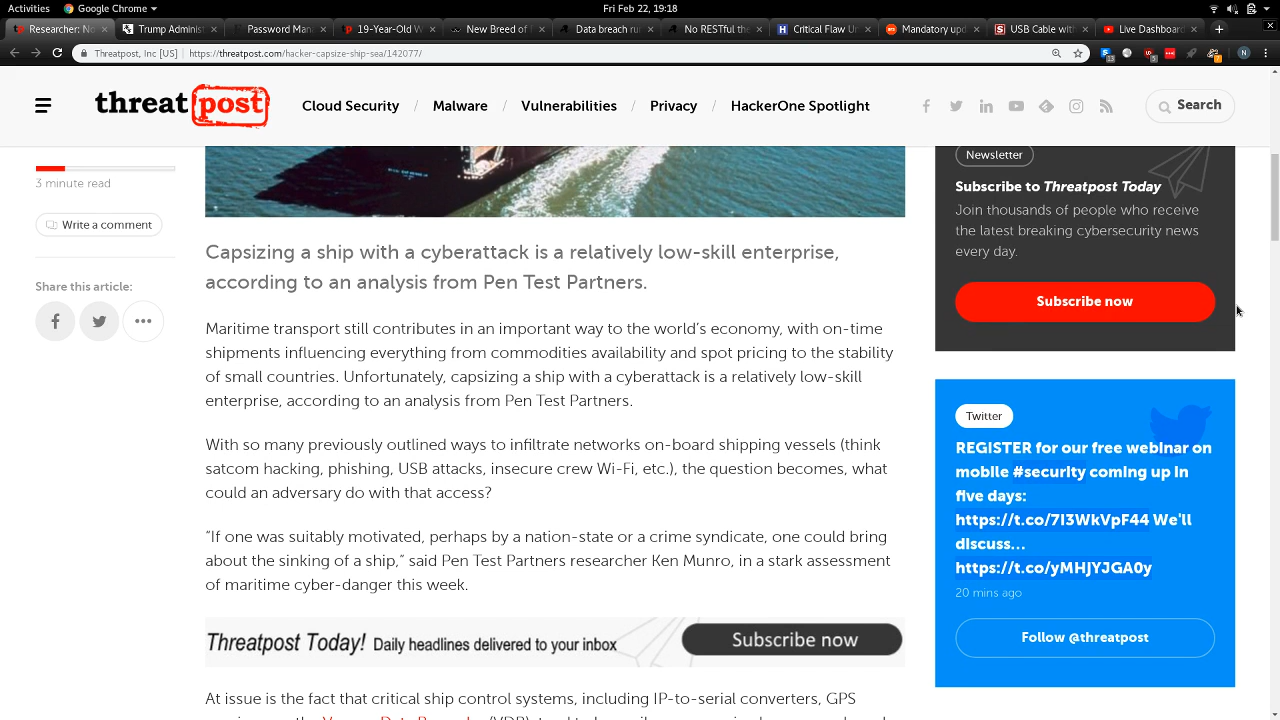 Activities Google Chrome Fri Feb 22, 19:18
Researcher: No Trump Adminis Password Man 19-Year-Old W New Breed of Data breach run No RESTful the Critical Flaw Un Mandatory upd USB Cable with Live Dashboard
Threatpost, Inc [US] | https://threatpost.com/hacker-capsize-ship-sea/142077/
threat post Cloud Security / Malware / Vulnerabilities / Privacy / HackerOne Spotlight Search
3 minute read
Write a comment
Share this article:
Capsizing a ship with a cyberattack is a relatively low-skill enterprise,
according to an analysis from Pen Test Partners.
Maritime transport still contributes in an important way to the world’s economy, with on-time
shipments influencing everything from commodities availability and spot pricing to the stability
of small countries. Unfortunately, capsizing a ship with a cyberattack is a relatively low-skill
enterprise, according to an analysis from Pen Test Partners.
With so many previously outlined ways to infiltrate networks on-board shipping vessels (think
satcom hacking, phishing, USB attacks, insecure crew Wi-Fi, etc.), the question becomes, what
could an adversary do with that access?
“If one was suitably motivated, perhaps by a nation-state or a crime syndicate, one could bring
about the sinking of a ship,” said Pen Test Partners researcher Ken Munro, in a stark assessment
of maritime cyber-danger this week.
Threatpost Today! Daily headlines delivered to your inbox Subscribe now
At issue is the fact that critical ship control systems, including IP-to-serial converters, GPS
Newsletter
Subscribe to Threatpost Today
Join thousands of people who receive
the latest breaking cybersecurity news
every day.
Subscribe now
Twitter
REGISTER for our free webinar on
mobile #security coming up in
five days:
https://t.co/7I3WkVpF44 We'll
discuss…
https://t.co/yMHJYJGA0y
20 mins ago
Follow @threatpost